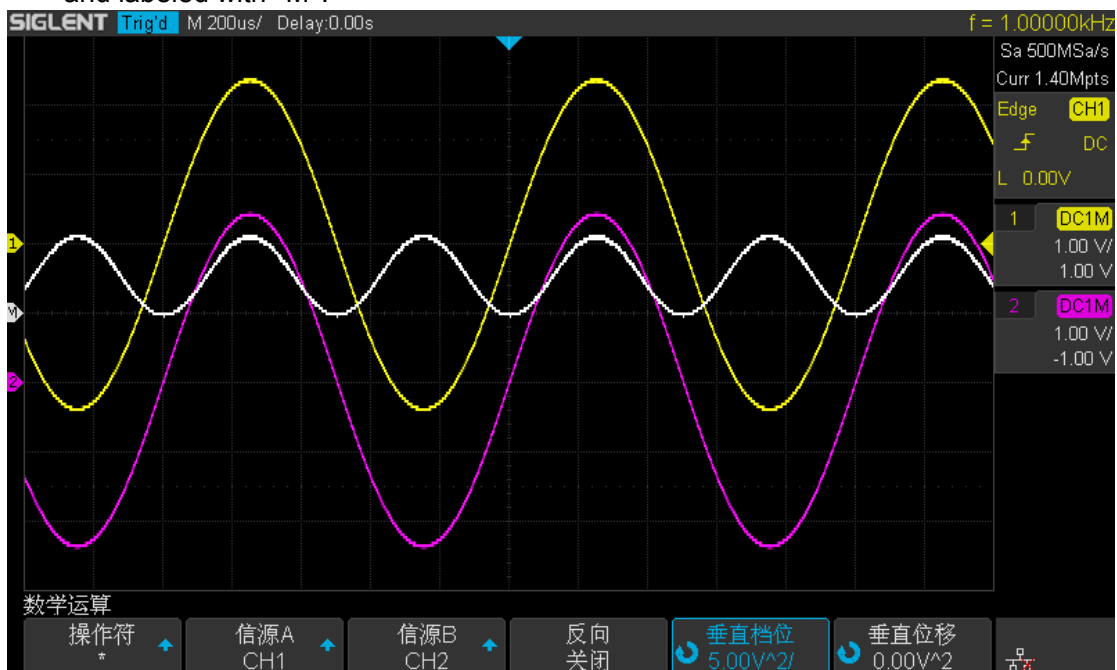 SIGLENT Trig'd M 200us/ Delay:0.00s f = 1.00000kHz
Sa 500MSa/s
Curr 1.40Mpts
Edge CH1
DC
L 0.00V
1 DC1M
1.00 V/
1.00 V
2 DC1M
1.00 V/
-1.00 V
1
M
2
数学运算
操作符
*
信源A
CH1
信源B
CH2
反向
关闭
垂直档位
5.00V^2/
垂直位移
0.00V^2